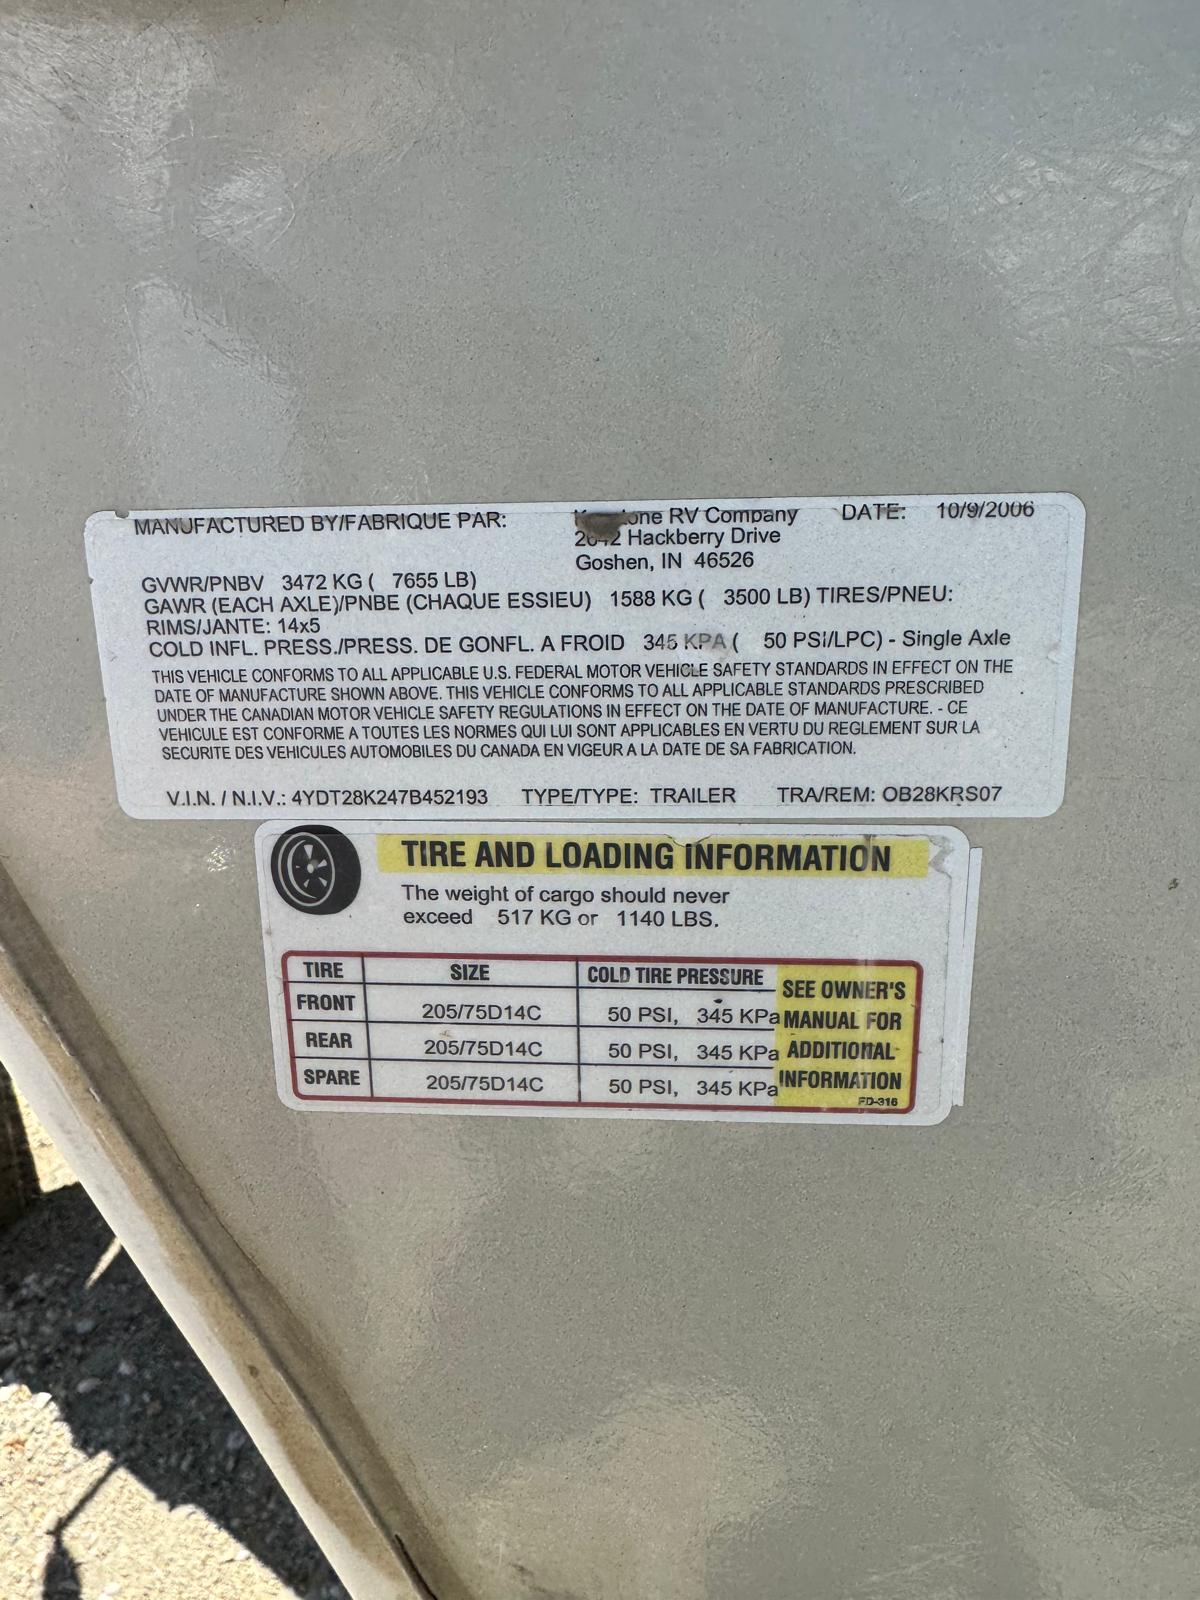 MANUFACTURED BY/FABRIQUE PAR: RV Company DATE: 10/9/2006
Hackberry Drive
Goshen, IN 46526
GVWR/PNBV 3472 KG ( 7655 LB)
GAWR (EACH AXLE)/PNBE (CHAQUE ESSIEU) 1588 KG ( 3500 LB) TIRES/PNEU:
RIMS/JANTE: 14x5
COLD INFL. PRESS./PRESS. DE GONFL. A FROID 345 KPA ( 50 PSI/LPC) - Single Axle
THIS VEHICLE CONFORMS TO ALL APPLICABLE U.S. FEDERAL MOTOR VEHICLE SAFETY STANDARDS IN EFFECT ON THE
DATE OF MANUFACTURE SHOWN ABOVE. THIS VEHICLE CONFORMS TO ALL APPLICABLE STANDARDS PRESCRIBED
UNDER THE CANADIAN MOTOR VEHICLE SAFETY REGULATIONS IN EFFECT ON THE DATE OF MANUFACTURE. - CE
VEHICULE EST CONFORME A TOUTES LES NORMES QUI LUI SONT APPLICABLES EN VERTU DU REGLEMENT SUR LA
SECURITE DES VEHICULES AUTOMOBILES DU CANADA EN VIGEUR A LA DATE DE SA FABRICATION.
V.I.N. / N.I.V.: 4YDT28K247B452193 TYPE/TYPE: TRAILER TRA/REM: OB28KRS07
TIRE AND LOADING INFORMATION
The weight of cargo should never
exceed 517 KG or 1140 LBS.
TIRE SIZE COLD TIRE PRESSURE
FRONT 205/75D14C 50 PSI, 345 KPa
REAR 205/75D14C 50 PSI, 345 KPa
SPARE 205/75D14C 50 PSI, 345 KPa
SEE OWNER'S
MANUAL FOR
ADDITIONAL
INFORMATION
FD-316